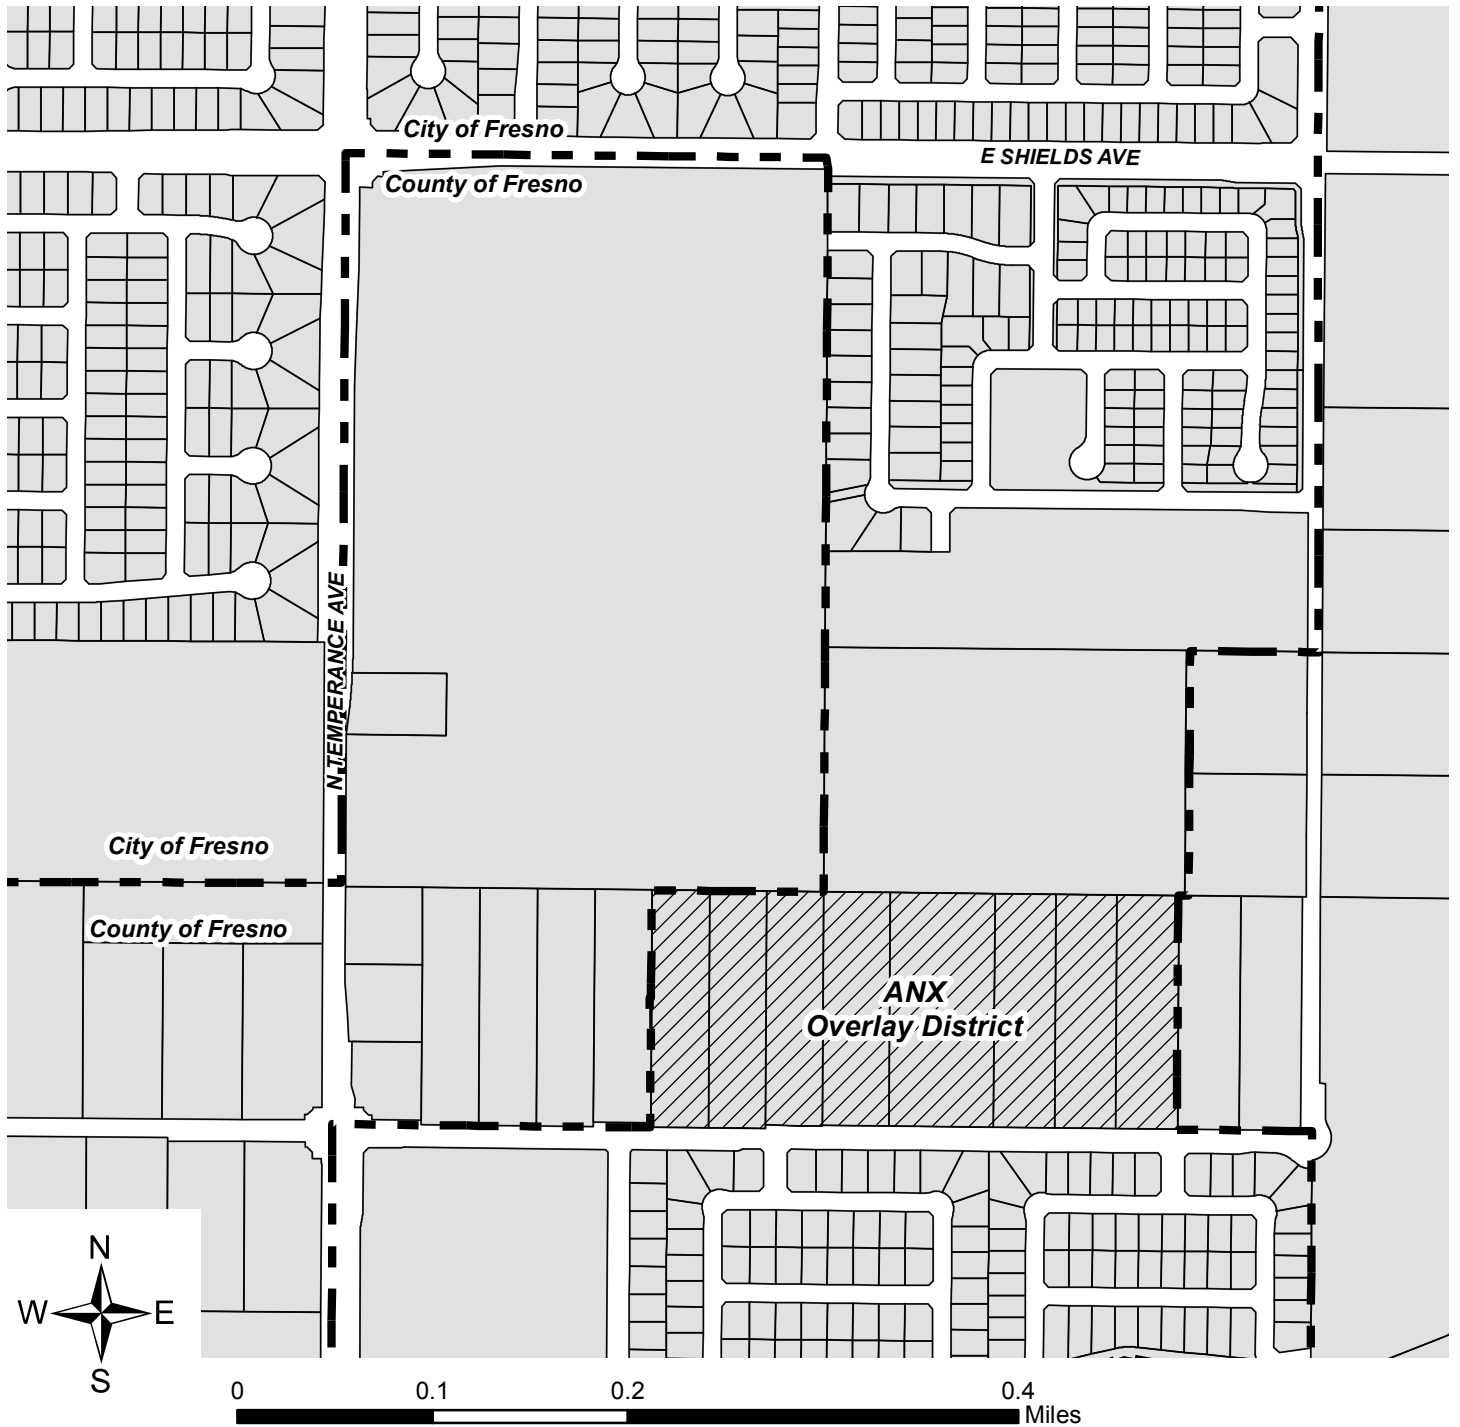 City of Fresno
E SHIELDS AVE
County of Fresno
N TEMPERANCE AVE
City of Fresno
County of Fresno
ANX
Overlay District
N
W E
S
0 0.1 0.2 0.4
Miles